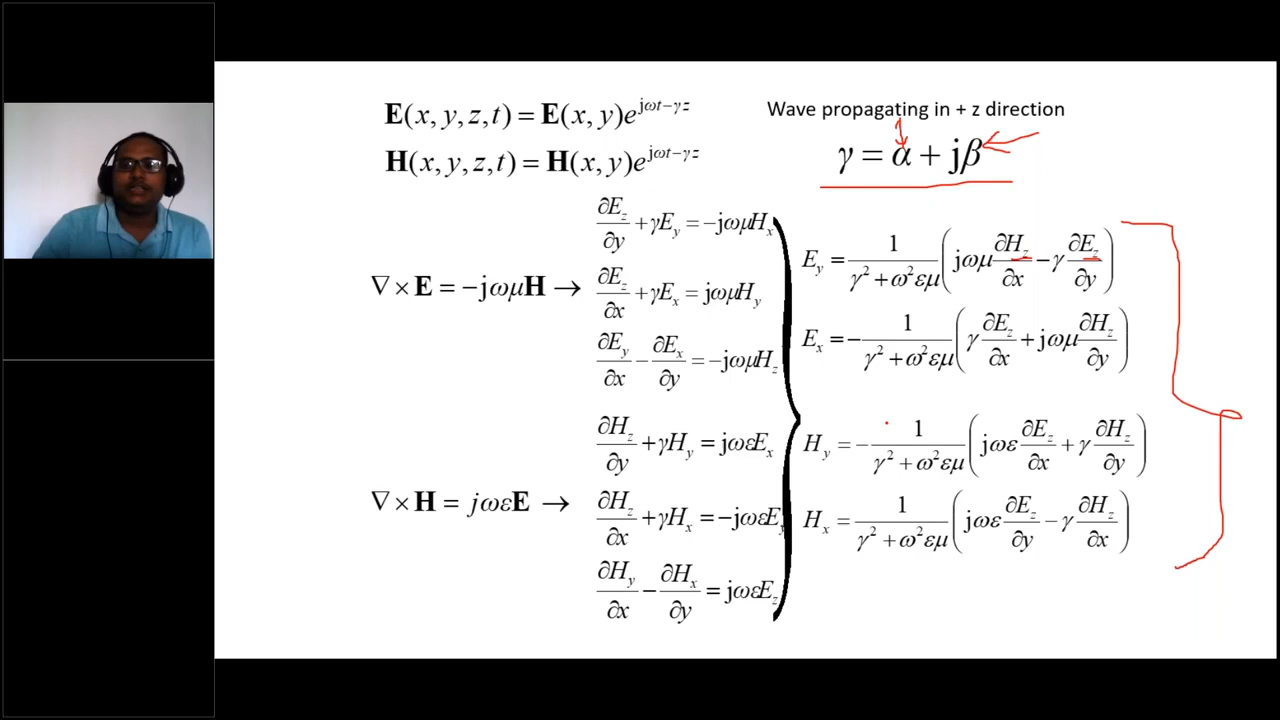 E(x, y, z, t) = E(x, y)e^{jωt−γz}
Wave propagating in + z direction
H(x, y, z, t) = H(x, y)e^{jωt−γz}
γ = α + jβ
∂E_z/∂y + γE_y = −jωμH_x
∇ × E = −jωμH →
∂E_z/∂x + γE_x = jωμH_y
∂E_y/∂x − ∂E_x/∂y = −jωμH_z
∂H_z/∂y + γH_y = jωεE_x
∇ × H = jωεE →
∂H_z/∂x + γH_x = −jωεE_y
∂H_y/∂x − ∂H_x/∂y = jωεE_z
E_y = 1/(γ² + ω²εμ) (jωμ ∂H_z/∂x − γ ∂E_z/∂y)
E_x = − 1/(γ² + ω²εμ) (γ ∂E_z/∂x + jωμ ∂H_z/∂y)
H_y = − 1/(γ² + ω²εμ) (jωε ∂E_z/∂x + γ ∂H_z/∂y)
H_x = 1/(γ² + ω²εμ) (jωε ∂E_z/∂y − γ ∂H_z/∂x)